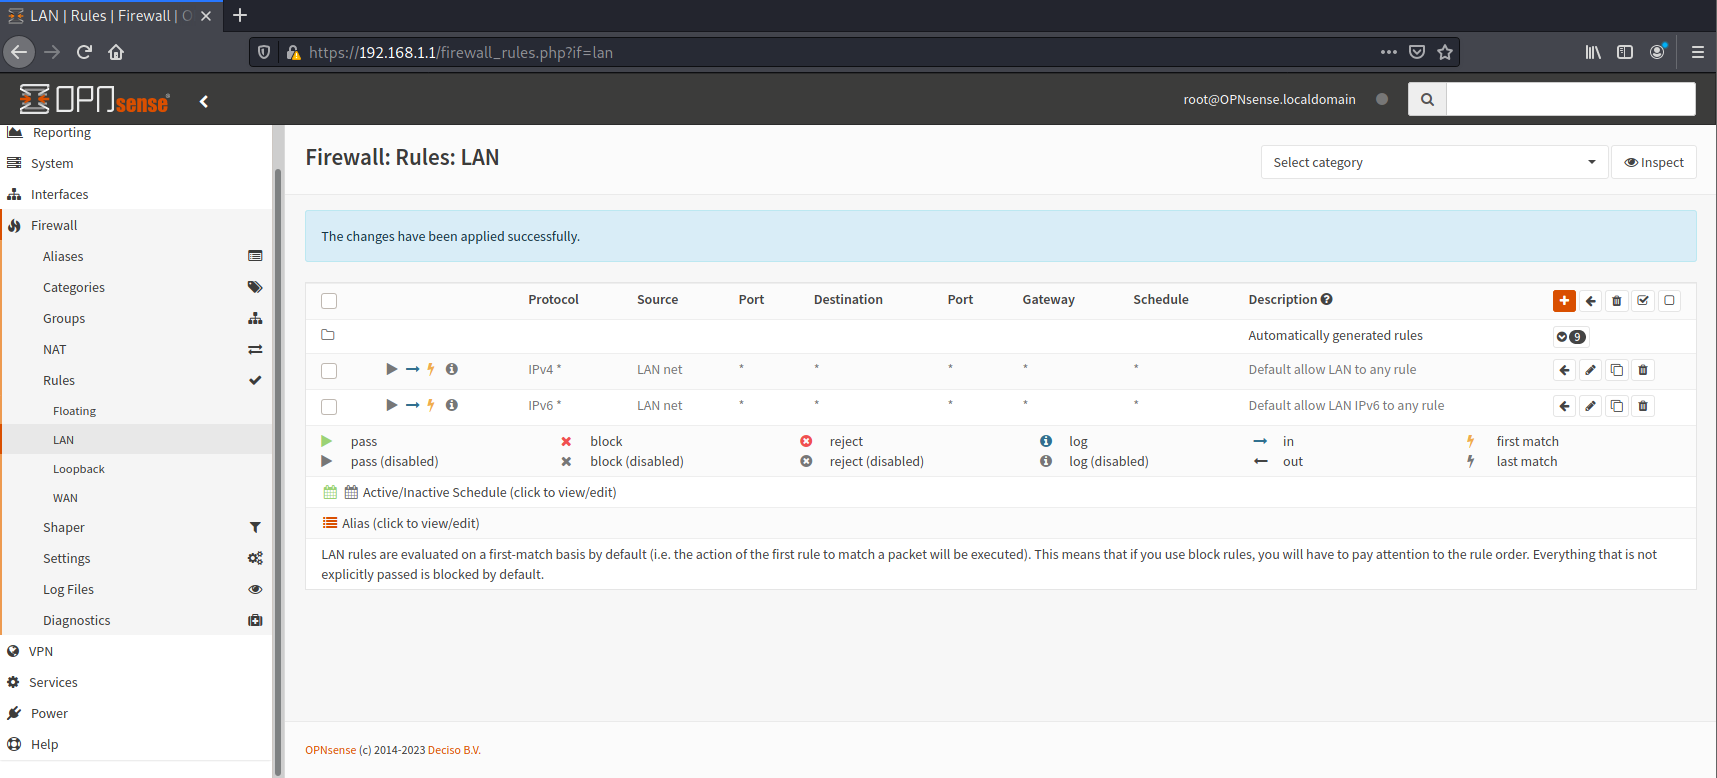 LAN | Rules | Firewall | O
https://192.168.1.1/firewall_rules.php?if=lan
OPNsense
root@OPNsense.localdomain
Reporting
System
Interfaces
Firewall
Aliases
Categories
Groups
NAT
Rules
Floating
LAN
Loopback
WAN
Shaper
Settings
Log Files
Diagnostics
VPN
Services
Power
Help
Firewall: Rules: LAN
Select category
Inspect
The changes have been applied successfully.
Protocol Source Port Destination Port Gateway Schedule Description
Automatically generated rules 9
IPv4 * LAN net * * * * * Default allow LAN to any rule
IPv6 * LAN net * * * * * Default allow LAN IPv6 to any rule
pass block reject log in first match
pass (disabled) block (disabled) reject (disabled) log (disabled) out last match
Active/Inactive Schedule (click to view/edit)
Alias (click to view/edit)
LAN rules are evaluated on a first-match basis by default (i.e. the action of the first rule to match a packet will be executed). This means that if you use block rules, you will have to pay attention to the rule order. Everything that is not
explicitly passed is blocked by default.
OPNsense (c) 2014-2023 Deciso B.V.